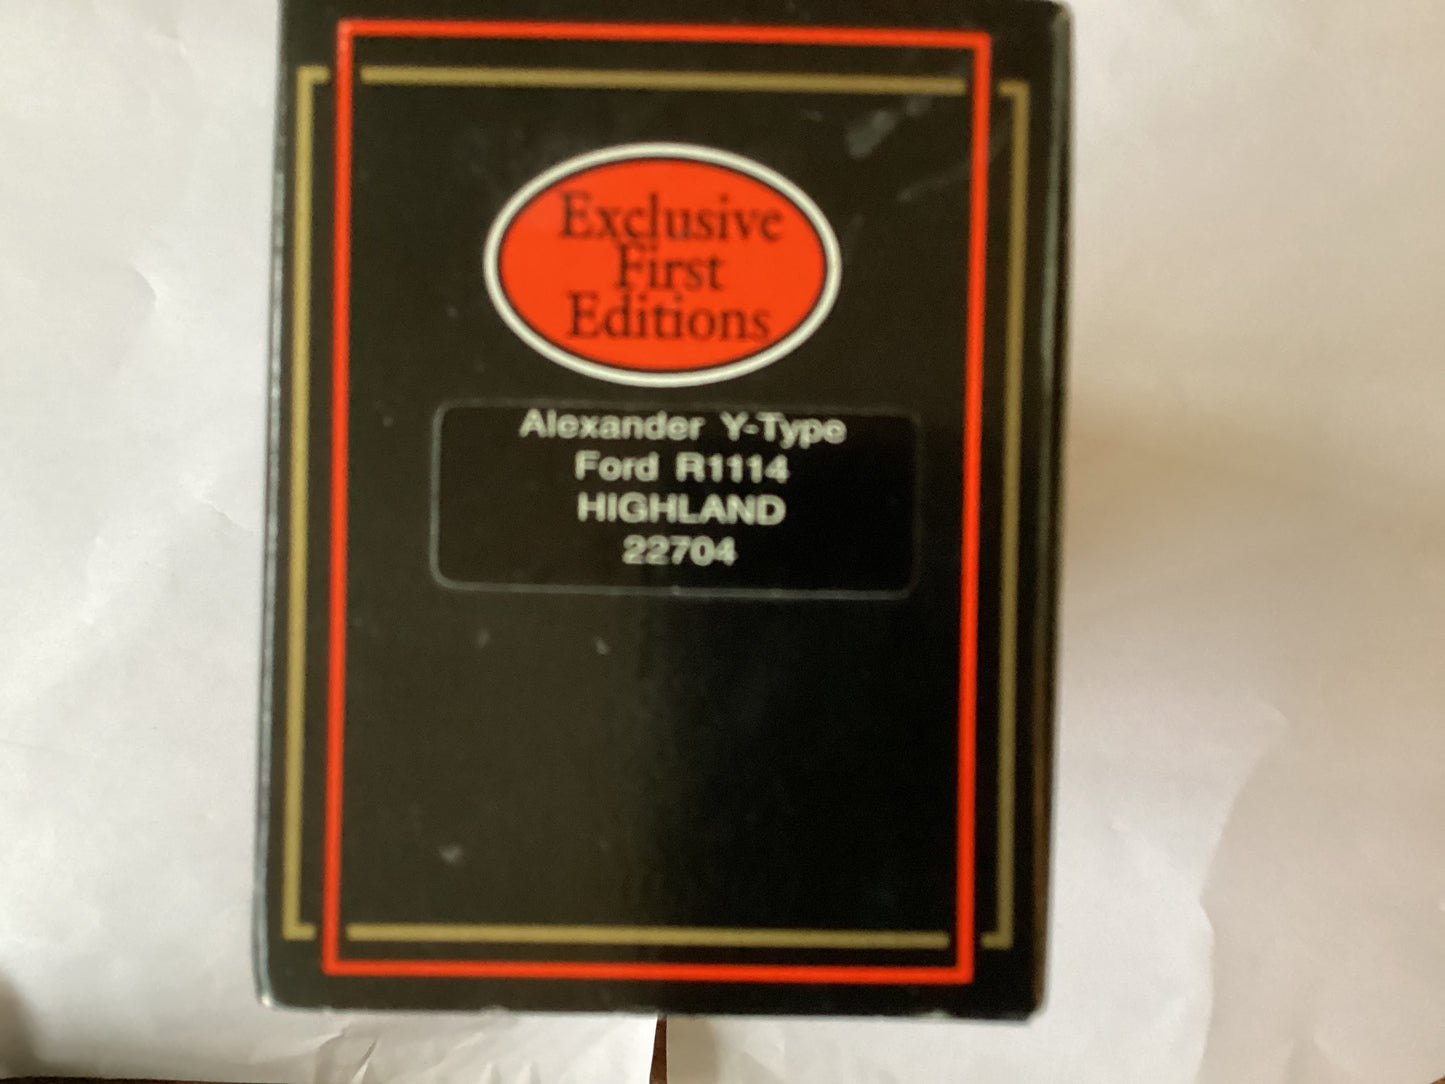 Exclusive
First
Editions
Alexander Y-Type
Ford R1114
HIGHLAND
22704